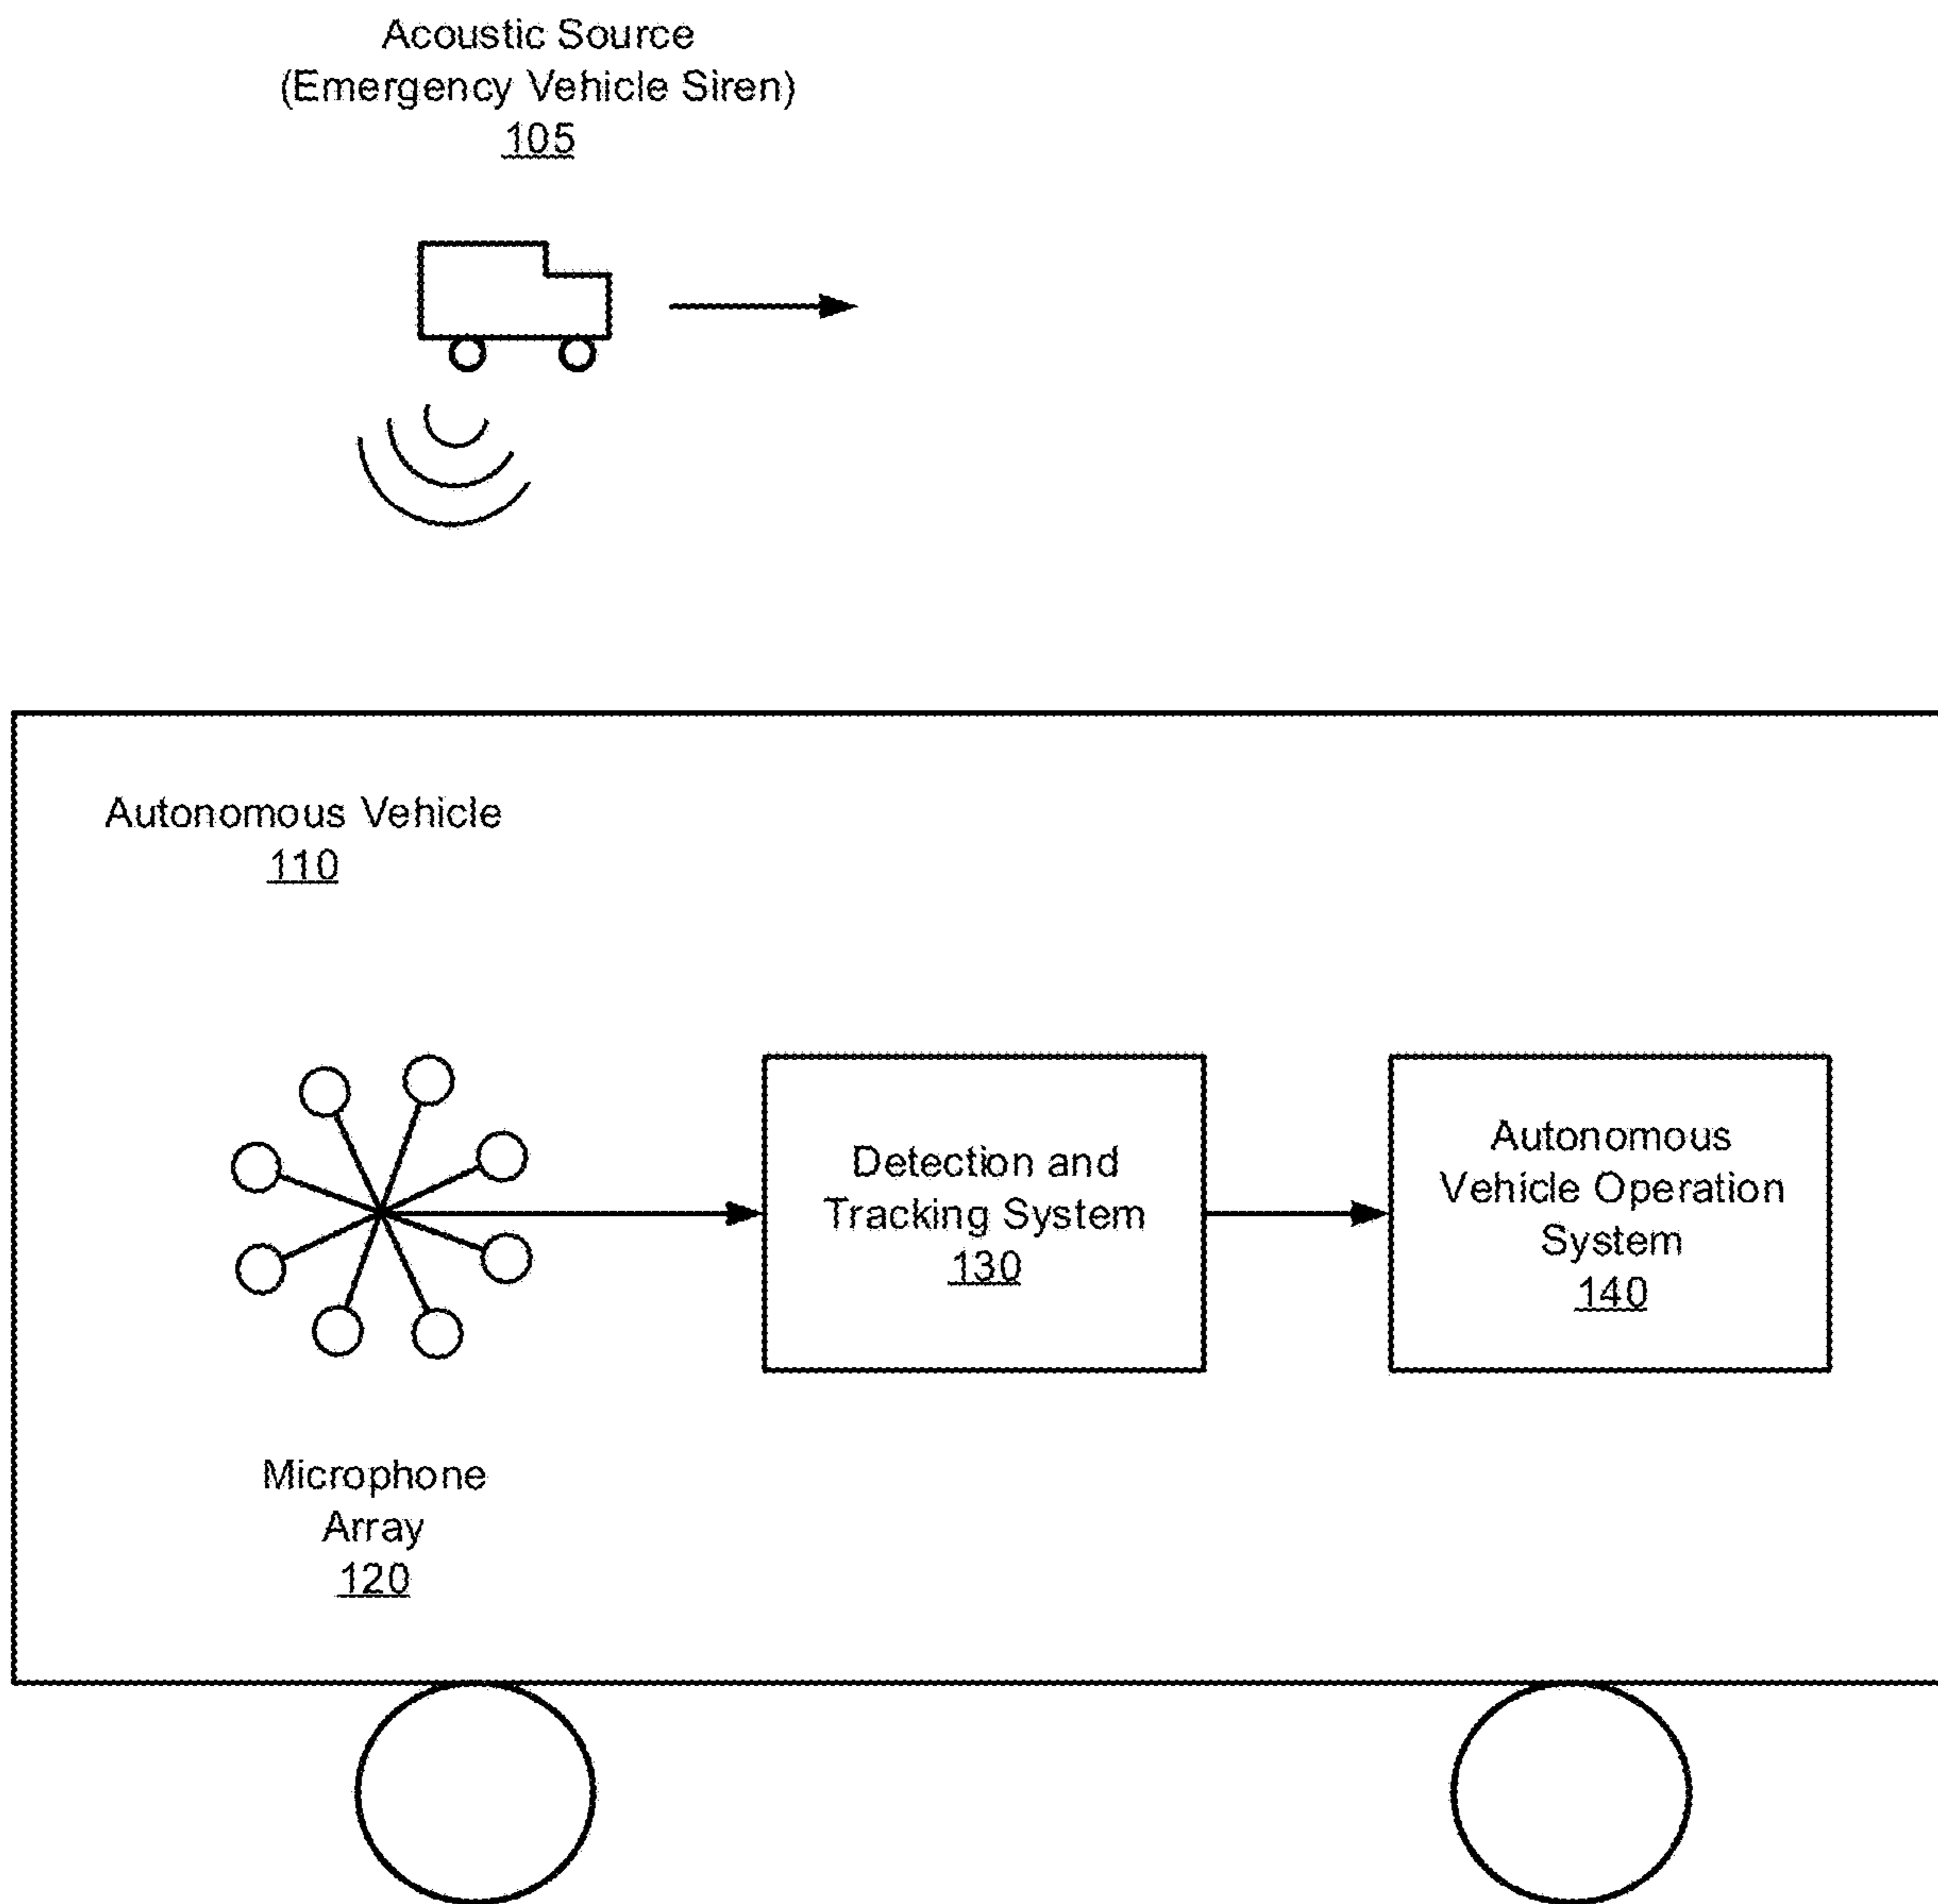 Acoustic Source
(Emergency Vehicle Siren)
105
Autonomous Vehicle
110
Detection and
Tracking System
130
Autonomous
Vehicle Operation
System
140
Microphone
Array
120